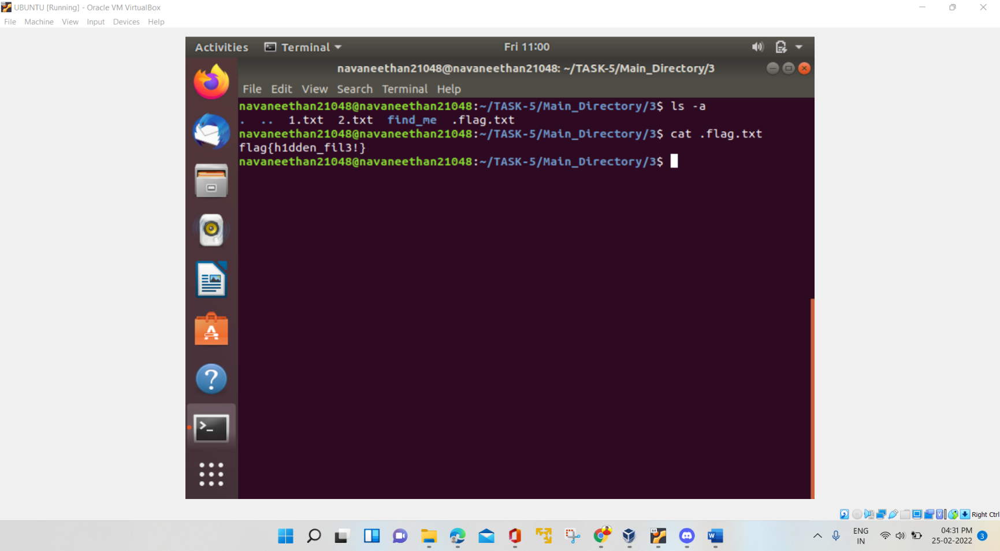 UBUNTU [Running] - Oracle VM VirtualBox
File Machine View Input Devices Help
Activities Terminal Fri 11:00
navaneethan21048@navaneethan21048: ~/TASK-5/Main_Directory/3
File Edit View Search Terminal Help
navaneethan21048@navaneethan21048:~/TASK-5/Main_Directory/3$ ls -a
. .. 1.txt 2.txt find_me .flag.txt
navaneethan21048@navaneethan21048:~/TASK-5/Main_Directory/3$ cat .flag.txt
flag{h1dden_fil3!}
navaneethan21048@navaneethan21048:~/TASK-5/Main_Directory/3$
Right Ctrl
ENG 04:31 PM
IN 25-02-2022 3